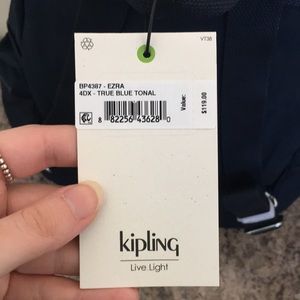 VT38
BP4387 - EZRA
4DX - TRUE BLUE TONAL
Value:
$119.00
8 82256 43628 0
kipling
Live.Light